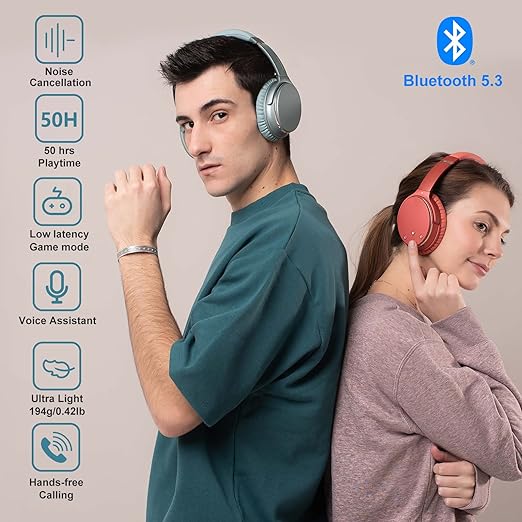 Noise
Cancellation
50H
50 hrs
Playtime
Low latency
Game mode
Voice Assistant
Ultra Light
194g/0.42lb
Hands-free
Calling
®
Bluetooth 5.3